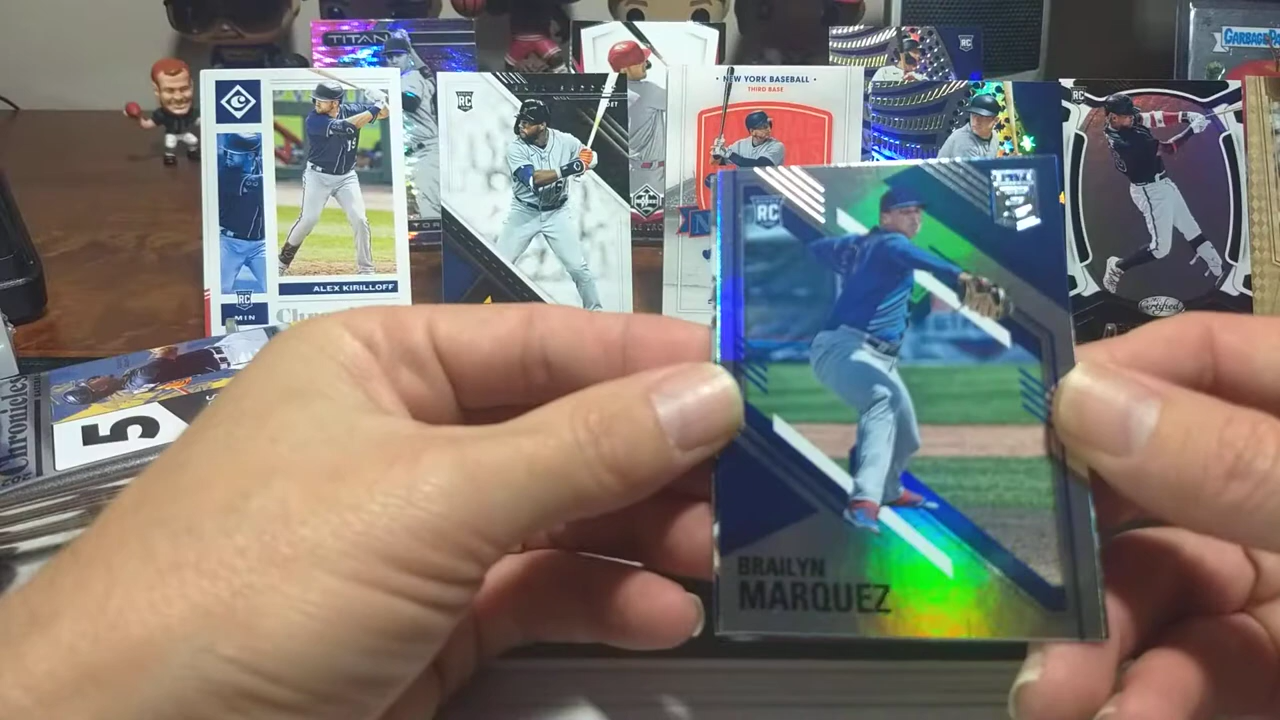 TITAN
RC
GARBAGE
RC
NEW YORK BASEBALL
THIRD BASE
RC
RC
ALEX KIRILLOFF
RC
MIN
Chronicles
5
Certified
BRAILYN
MARQUEZ